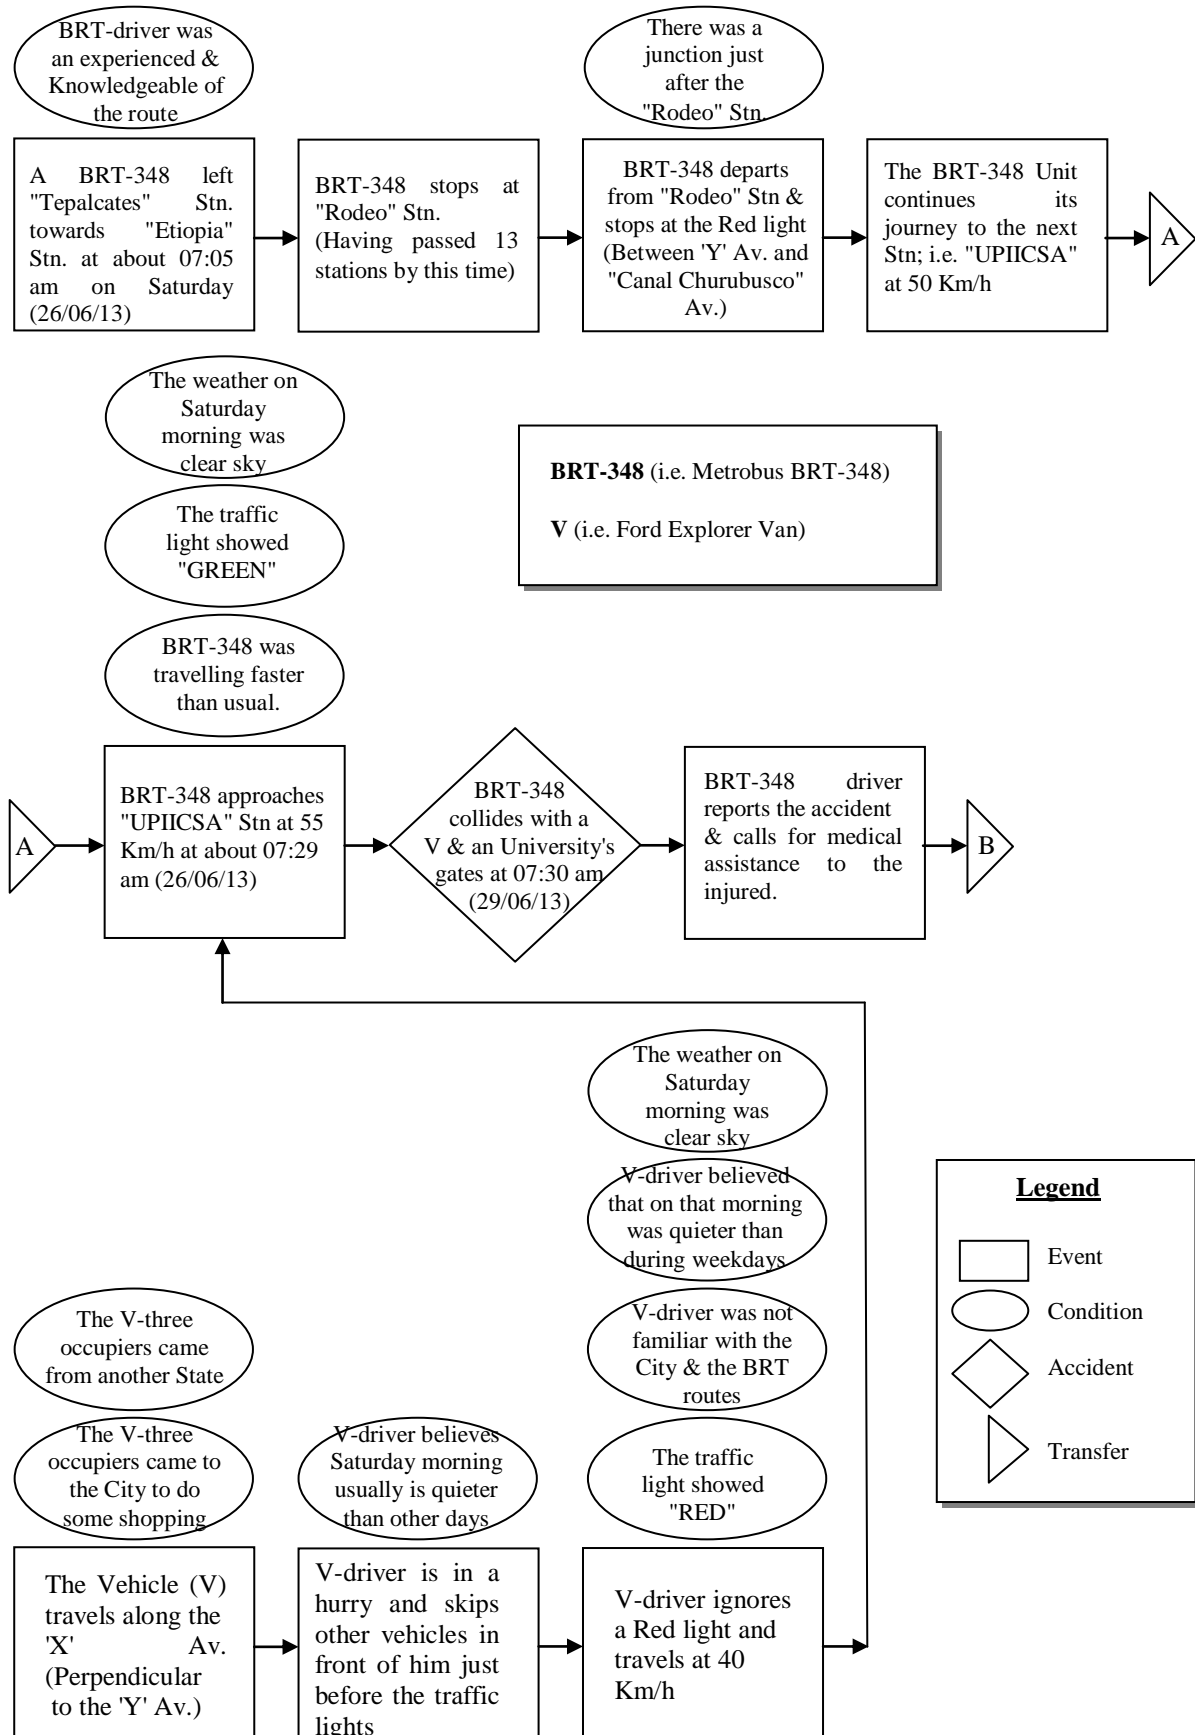 BRT-driver was
an experienced &
Knowledgeable of
the route
There was a
junction just
after the
"Rodeo" Stn.
A BRT-348 left
"Tepalcates" Stn.
towards "Etiopia"
Stn. at about 07:05
am on Saturday
(26/06/13)
BRT-348 stops at
"Rodeo" Stn.
(Having passed 13
stations by this time)
BRT-348 departs
from "Rodeo" Stn &
stops at the Red light
(Between 'Y' Av. and
"Canal Churubusco"
Av.)
The BRT-348 Unit
continues its
journey to the next
Stn; i.e. "UPIICSA"
at 50 Km/h
A
The weather on
Saturday
morning was
clear sky
The traffic
light showed
"GREEN"
BRT-348 was
travelling faster
than usual.
BRT-348 (i.e. Metrobus BRT-348)
V (i.e. Ford Explorer Van)
A
BRT-348 approaches
"UPIICSA" Stn at 55
Km/h at about 07:29
am (26/06/13)
BRT-348
collides with a
V & an University's
gates at 07:30 am
(29/06/13)
BRT-348 driver
reports the accident
& calls for medical
assistance to the
injured.
B
The weather on
Saturday
morning was
clear sky
V-driver believed
that on that morning
was quieter than
during weekdays
V-driver was not
familiar with the
City & the BRT
routes
The traffic
light showed
"RED"
The V-three
occupiers came
from another State
The V-three
occupiers came to
the City to do
some shopping
V-driver believes
Saturday morning
usually is quieter
than other days
The Vehicle (V)
travels along the
'X' Av.
(Perpendicular
to the 'Y' Av.)
V-driver is in a
hurry and skips
other vehicles in
front of him just
before the traffic
lights
V-driver ignores
a Red light and
travels at 40
Km/h
Legend
Event
Condition
Accident
Transfer